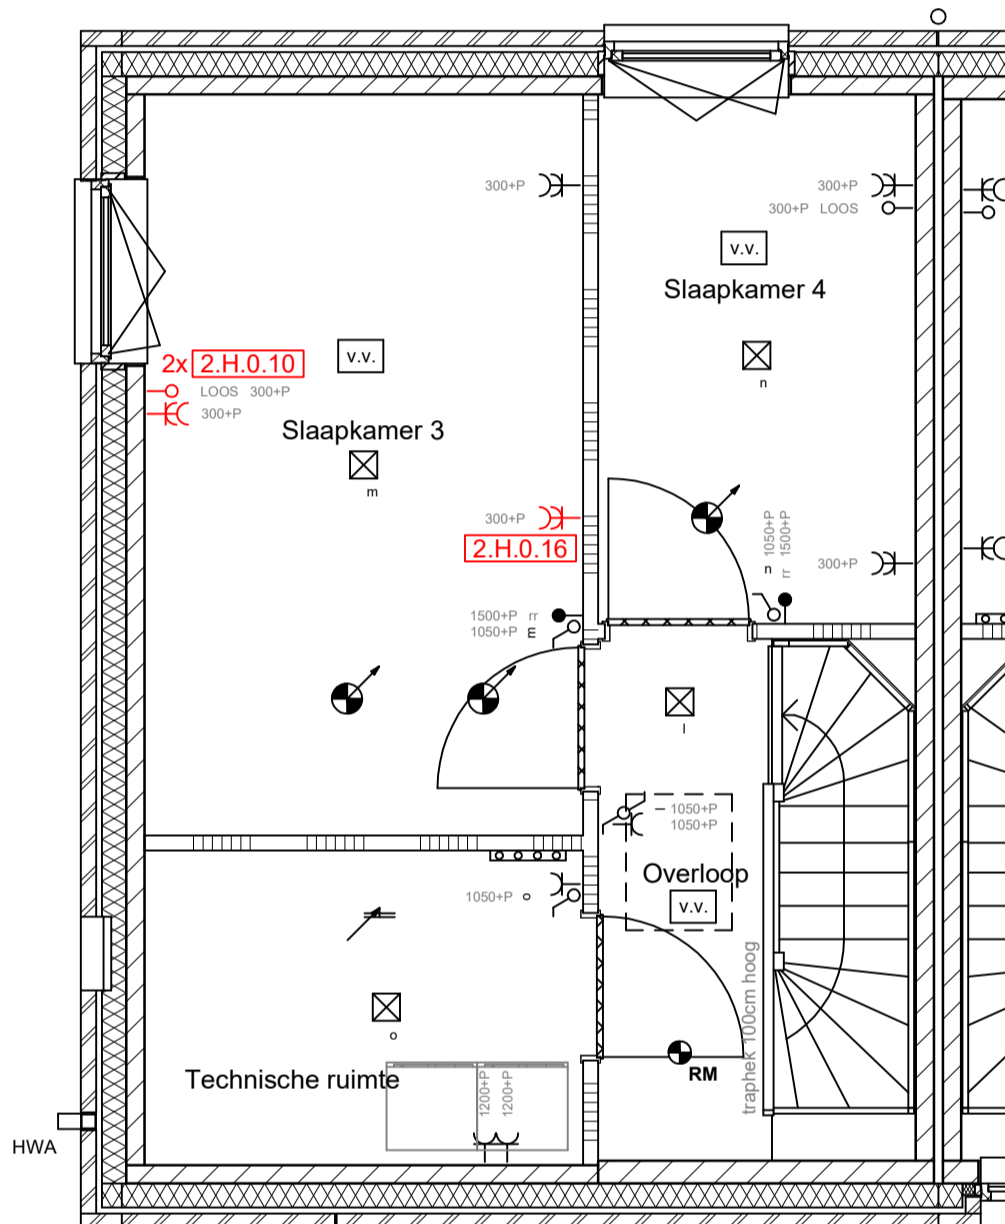 300+P
300+P
300+P LOOS
v.v.
Slaapkamer 4
n
2x 2.H.0.10
LOOS 300+P
300+P
v.v.
Slaapkamer 3
m
300+P
2.H.0.16
n 1050+P
rr 1500+P
300+P
1500+P rr
1050+P m
l
1050+P
1050+P
Overloop
v.v.
1050+P o
o
Technische ruimte
1200+P
1200+P
RM
traphek 100cm hoog
HWA